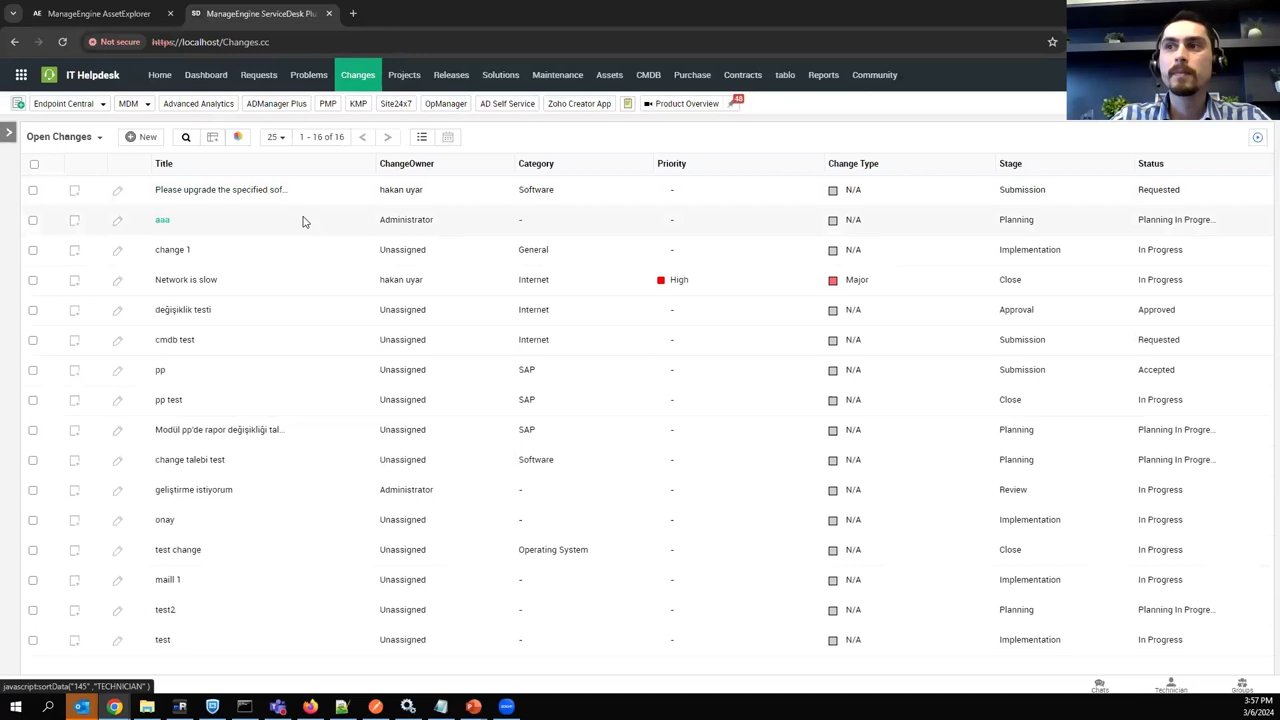 ManageEngine AssetExplorer
ManageEngine ServiceDesk Plu
Not secure https://localhost/Changes.cc
IT Helpdesk Home Dashboard Requests Problems Changes Projects Releases Solutions Maintenance Assets CMDB Purchase Contracts tablo Reports Community
Endpoint Central MDM Advanced Analytics ADManager Plus PMP KMP Site24x7 OpManager AD Self Service Zoho Creator App Product Overview 48
Open Changes New 25 1 - 16 of 16
Title ChangeOwner Category Priority Change Type Stage Status
Please upgrade the specified sof... hakan uyar Software - N/A Submission Requested
aaa Administrator - - N/A Planning Planning In Progre...
change 1 Unassigned General - N/A Implementation In Progress
Network is slow hakan uyar Internet High Major Close In Progress
değişiklik testi Unassigned Internet - N/A Approval Approved
cmdb test Unassigned Internet - N/A Submission Requested
pp Unassigned SAP - N/A Submission Accepted
pp test Unassigned SAP - N/A Close In Progress
Modül pp'de rapor değişikliği tal... Unassigned SAP - N/A Planning Planning In Progre...
change talebi test Unassigned Software - N/A Planning Planning In Progre...
geliştirme istiyorum Administrator - - N/A Review In Progress
onay Unassigned - - N/A Implementation In Progress
test change Unassigned Operating System - N/A Close In Progress
maill 1 Unassigned - - N/A Implementation In Progress
test2 Unassigned - - N/A Planning Planning In Progre...
test Unassigned - - N/A Implementation In Progress
javascript:sortData("145" ,"TECHNICIAN" )
Chats Technician Groups
3:57 PM
3/6/2024